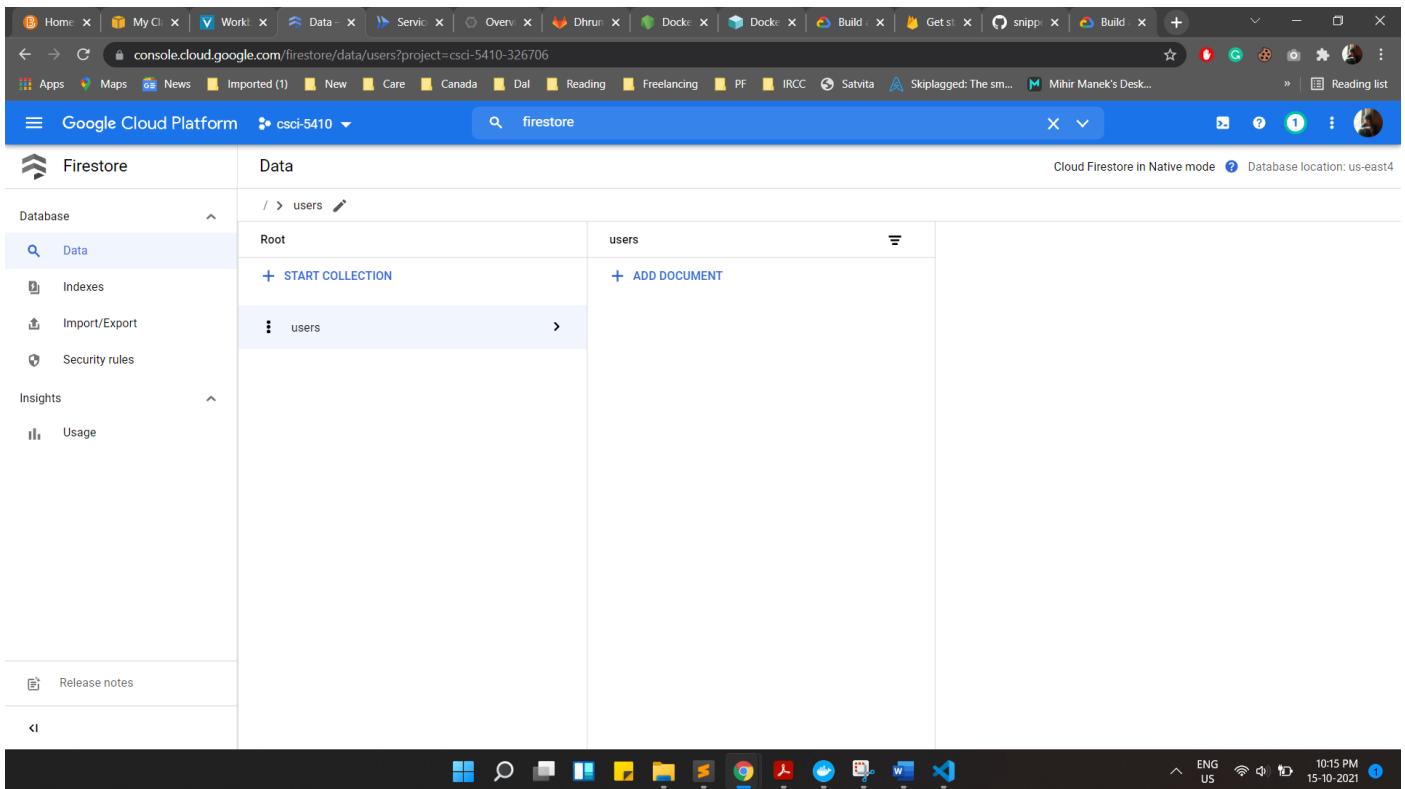 Home My Cl Work Data – Servic Overvi Dhrun Docke Docke Build a Get st snipp Build a
console.cloud.google.com/firestore/data/users?project=csci-5410-326706
Apps Maps News Imported (1) New Care Canada Dal Reading Freelancing PF IRCC Satvita Skiplagged: The sm... Mihir Manek's Desk... » Reading list
Google Cloud Platform csci-5410 firestore 1
Firestore Data Cloud Firestore in Native mode Database location: us-east4
Database / > users
Data Root users
START COLLECTION ADD DOCUMENT
Indexes
Import/Export users
Security rules
Insights
Usage
Release notes
ENG 10:15 PM
US 15-10-2021 1